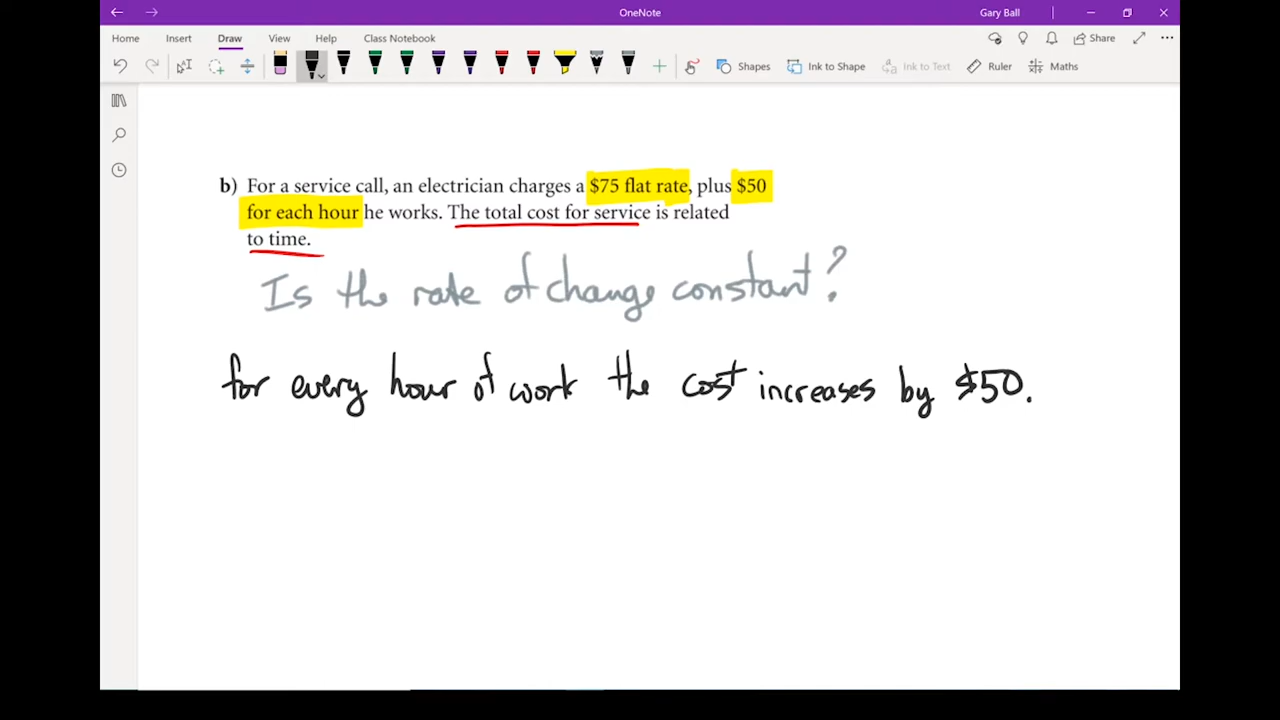 OneNote
Gary Ball
Home Insert Draw View Help Class Notebook
Share
Shapes Ink to Shape Ink to Text Ruler Maths
b) For a service call, an electrician charges a $75 flat rate, plus $50
for each hour he works. The total cost for service is related
to time.
Is the rate of change constant?
for every hour of work the cost increases by $50.